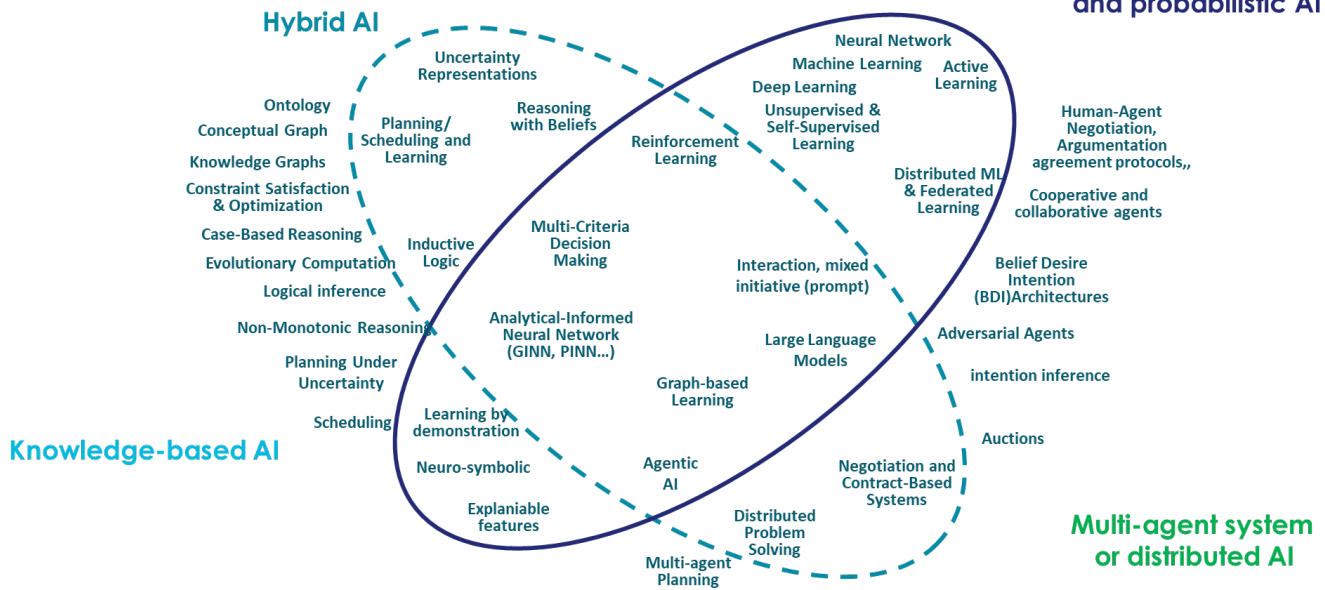 and probabilistic AI
Hybrid AI
Uncertainty
Representations
Neural Network
Machine Learning
Active
Learning
Deep Learning
Unsupervised &
Self-Supervised
Learning
Ontology
Conceptual Graph
Knowledge Graphs
Constraint Satisfaction
& Optimization
Case-Based Reasoning
Evolutionary Computation
Logical inference
Non-Monotonic Reasoning
Planning Under
Uncertainty
Scheduling
Planning/
Scheduling and
Learning
Reasoning
with Beliefs
Reinforcement
Learning
Distributed ML
& Federated
Learning
Human-Agent
Negotiation,
Argumentation
agreement protocols,,
Cooperative and
collaborative agents
Belief Desire
Intention
(BDI)Architectures
Adversarial Agents
intention inference
Auctions
Inductive
Logic
Multi-Criteria
Decision
Making
Interaction, mixed
initiative (prompt)
Analytical-Informed
Neural Network
(GINN, PINN…)
Large Language
Models
Graph-based
Learning
Learning by
demonstration
Neuro-symbolic
Explaniable
features
Agentic
AI
Negotiation and
Contract-Based
Systems
Distributed
Problem
Solving
Multi-agent
Planning
Knowledge-based AI
Multi-agent system
or distributed AI